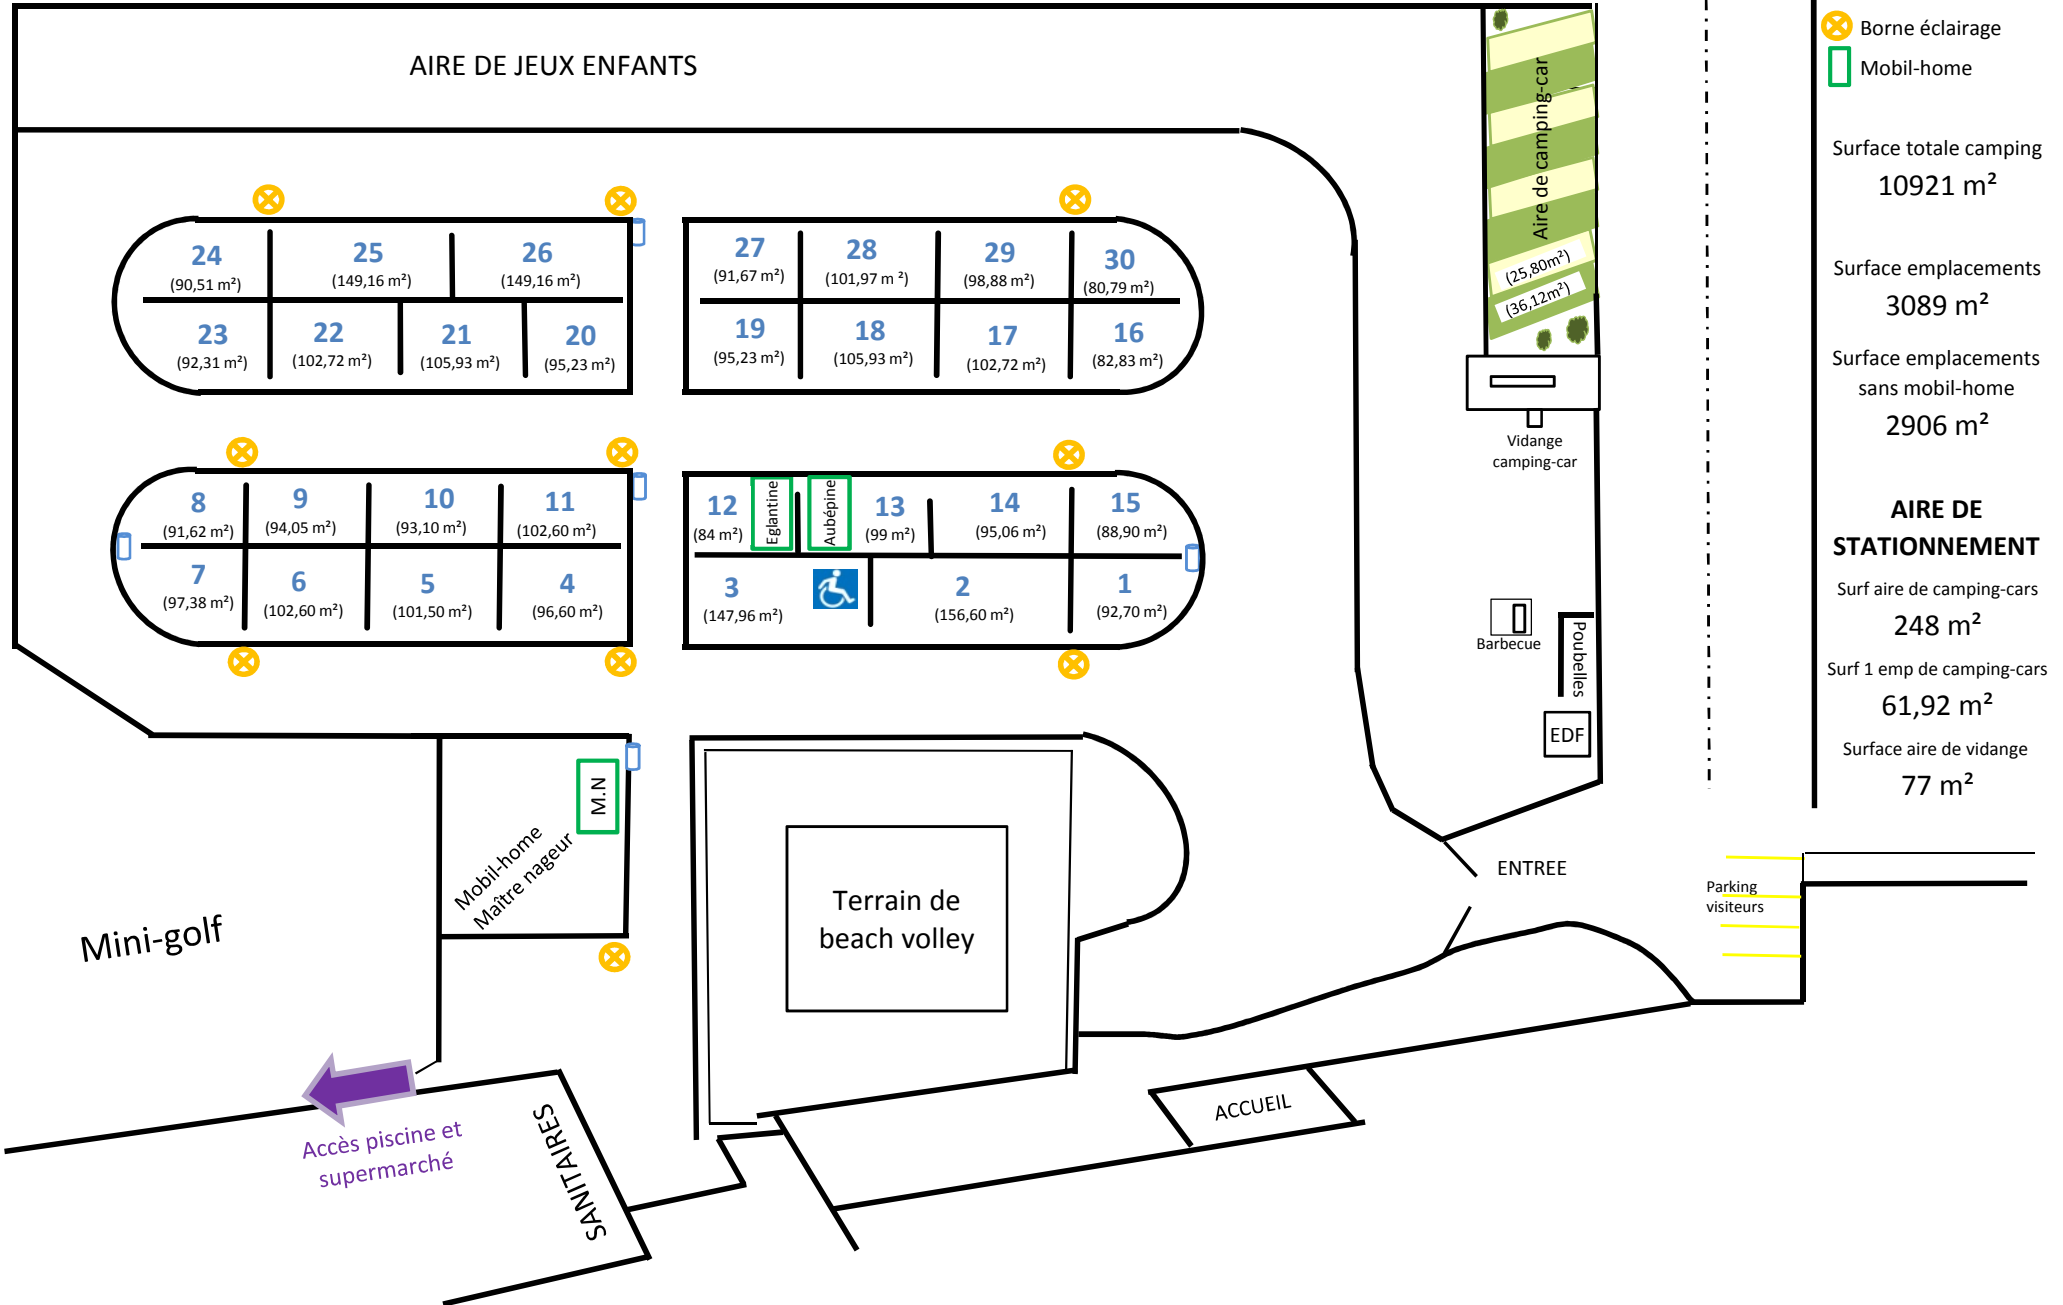 Borne éclairage
Mobil-home
AIRE DE JEUX ENFANTS
Aire de camping-car
(25,80m²)
(36,12m²)
Surface totale camping
10921 m²
Surface emplacements
3089 m²
Surface emplacements
sans mobil-home
2906 m²
AIRE DE
STATIONNEMENT
Surf aire de camping-cars
248 m²
Surf 1 emp de camping-cars
61,92 m²
Surface aire de vidange
77 m²
24
(90,51 m²)
25
(149,16 m²)
26
(149,16 m²)
27
(91,67 m²)
28
(101,97 m²)
29
(98,88 m²)
30
(80,79 m²)
23
(92,31 m²)
22
(102,72 m²)
21
(105,93 m²)
20
(95,23 m²)
19
(95,23 m²)
18
(105,93 m²)
17
(102,72 m²)
16
(82,83 m²)
Vidange
camping-car
8
(91,62 m²)
9
(94,05 m²)
10
(93,10 m²)
11
(102,60 m²)
12
(84 m²)
Eglantine
Aubépine
13
(99 m²)
14
(95,06 m²)
15
(88,90 m²)
7
(97,38 m²)
6
(102,60 m²)
5
(101,50 m²)
4
(96,60 m²)
3
(147,96 m²)
2
(156,60 m²)
1
(92,70 m²)
Barbecue
Poubelles
EDF
M.N
Mobil-home
Maître nageur
Mini-golf
Terrain de
beach volley
ENTREE
Parking
visiteurs
ACCUEIL
SANITAIRES
Accès piscine et
supermarché